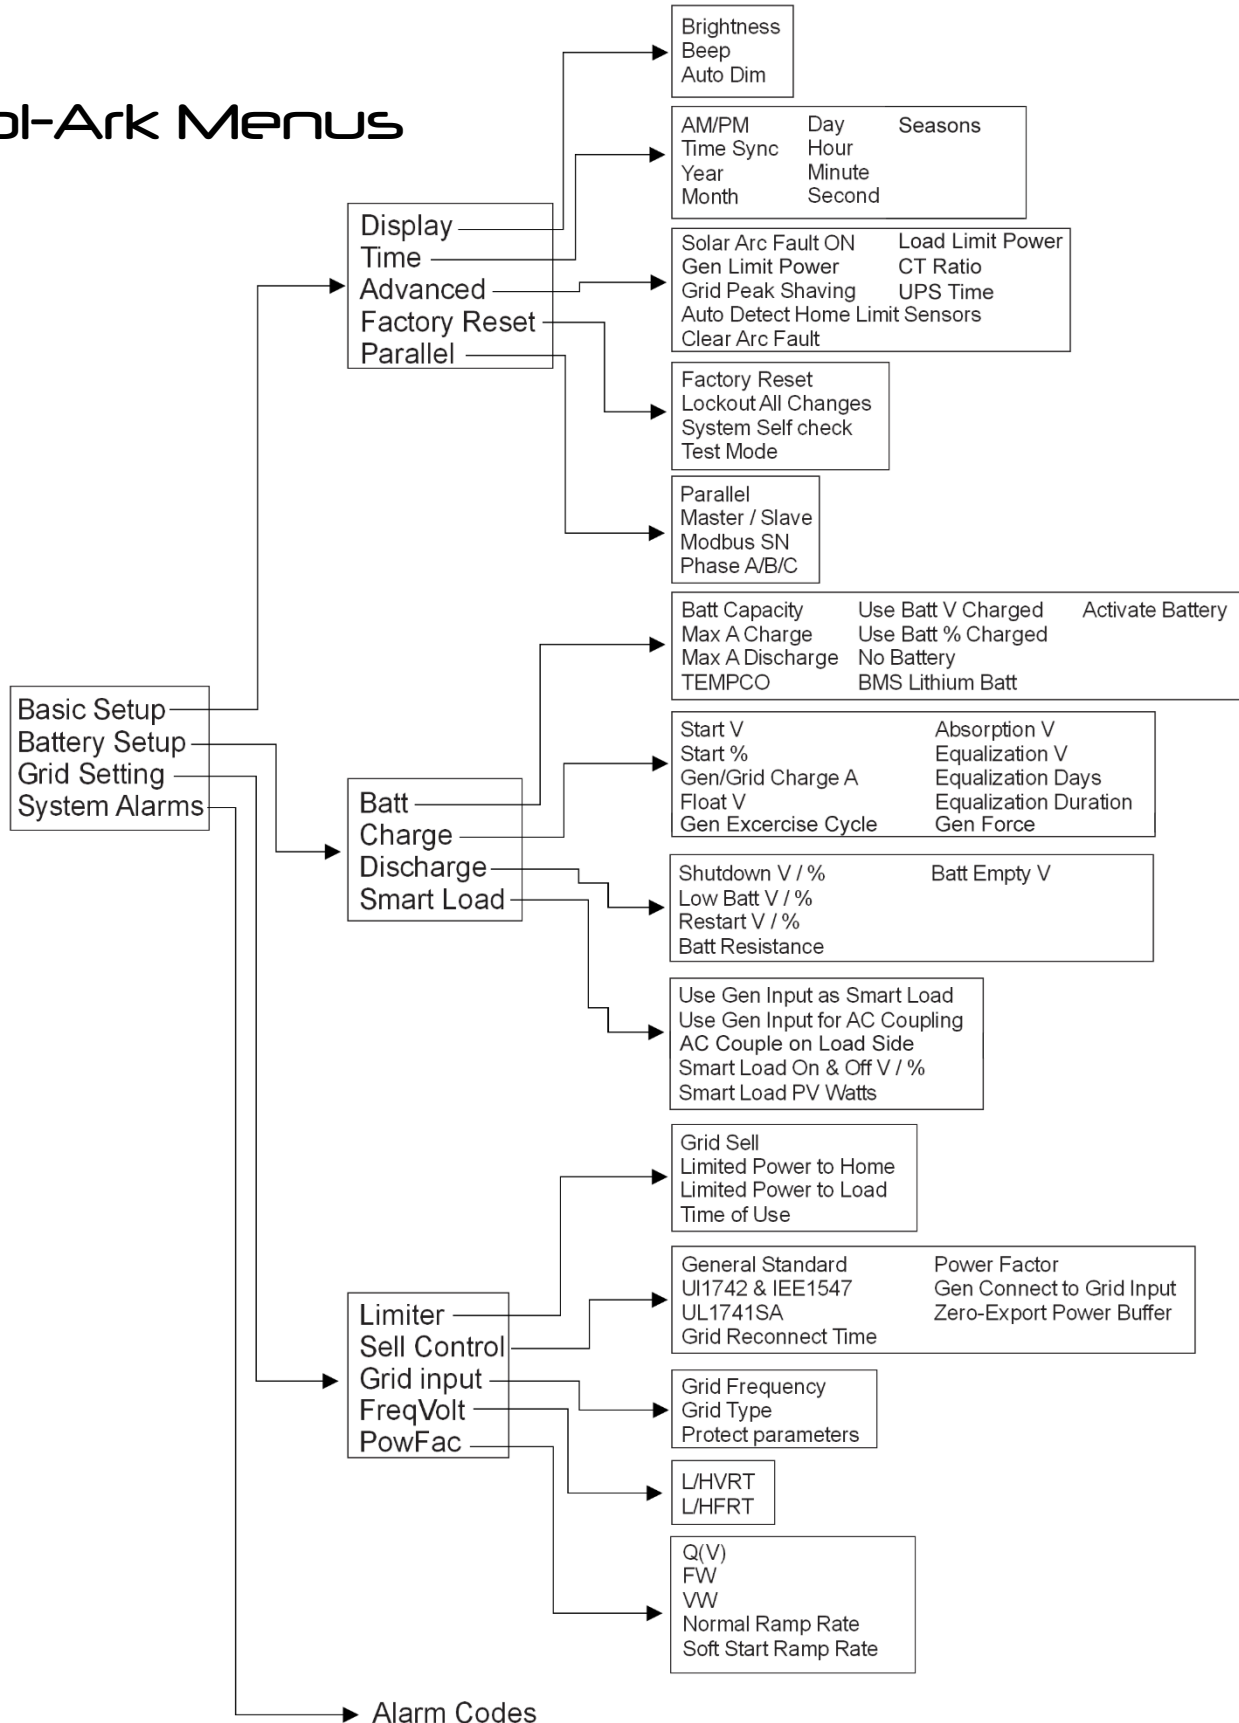 ol-Ark Menus
Brightness
Beep
Auto Dim
AM/PM Day Seasons
Time Sync Hour
Year Minute
Month Second
Display
Time
Advanced
Factory Reset
Parallel
Solar Arc Fault ON Load Limit Power
Gen Limit Power CT Ratio
Grid Peak Shaving UPS Time
Auto Detect Home Limit Sensors
Clear Arc Fault
Factory Reset
Lockout All Changes
System Self check
Test Mode
Parallel
Master / Slave
Modbus SN
Phase A/B/C
Basic Setup
Battery Setup
Grid Setting
System Alarms
Batt Capacity Use Batt V Charged Activate Battery
Max A Charge Use Batt % Charged
Max A Discharge No Battery
TEMPCO BMS Lithium Batt
Batt
Charge
Discharge
Smart Load
Start V Absorption V
Start % Equalization V
Gen/Grid Charge A Equalization Days
Float V Equalization Duration
Gen Excercise Cycle Gen Force
Shutdown V / % Batt Empty V
Low Batt V / %
Restart V / %
Batt Resistance
Use Gen Input as Smart Load
Use Gen Input for AC Coupling
AC Couple on Load Side
Smart Load On & Off V / %
Smart Load PV Watts
Limiter
Sell Control
Grid input
FreqVolt
PowFac
Grid Sell
Limited Power to Home
Limited Power to Load
Time of Use
General Standard Power Factor
UI1742 & IEE1547 Gen Connect to Grid Input
UL1741SA Zero-Export Power Buffer
Grid Reconnect Time
Grid Frequency
Grid Type
Protect parameters
L/HVRT
L/HFRT
Q(V)
FW
VW
Normal Ramp Rate
Soft Start Ramp Rate
Alarm Codes